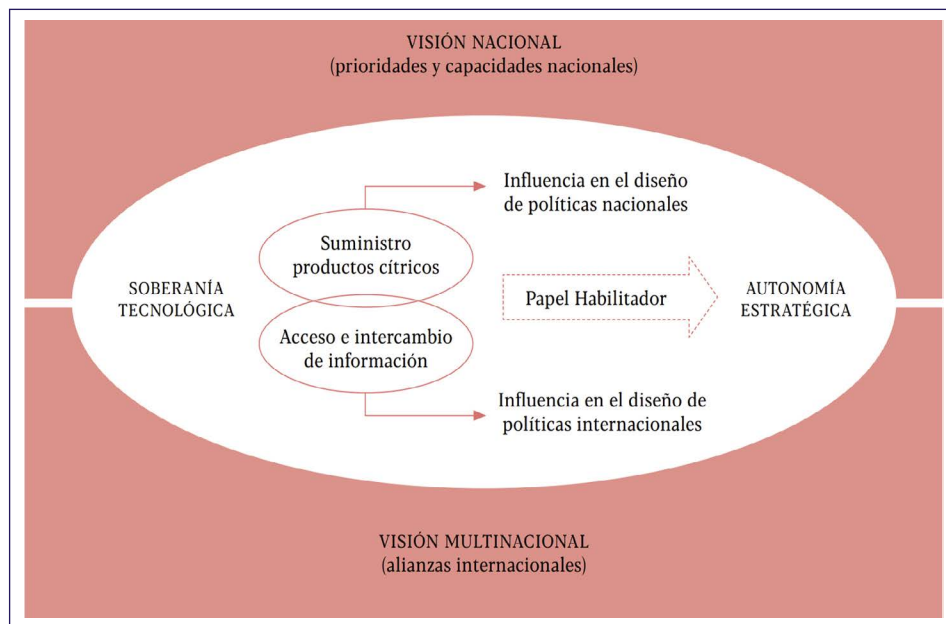 VISIÓN NACIONAL
(prioridades y capacidades nacionales)
Influencia en el diseño
de políticas nacionales
Suministro
productos cítricos
SOBERANÍA
TECNOLÓGICA
Papel Habilitador
AUTONOMÍA
ESTRATÉGICA
Acceso e intercambio
de información
Influencia en el diseño de
políticas internacionales
VISIÓN MULTINACIONAL
(alianzas internacionales)